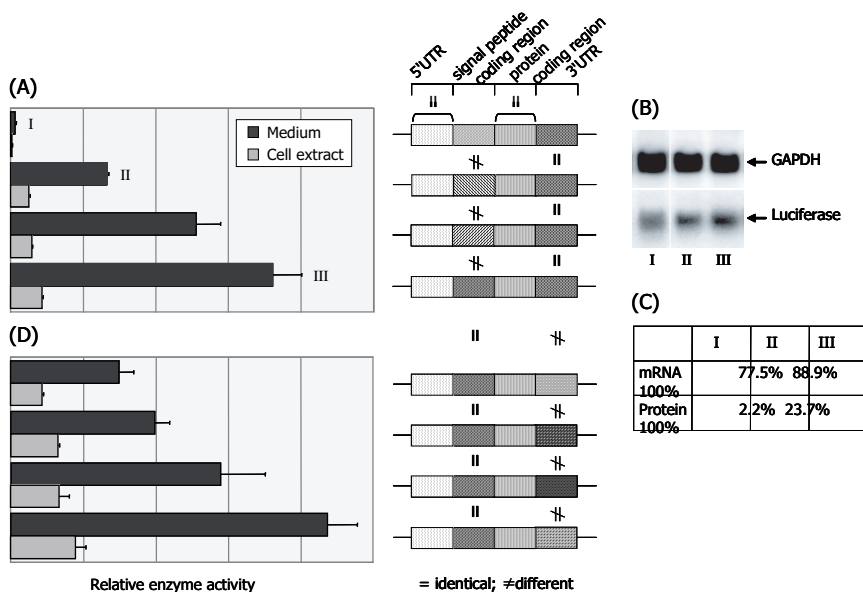 (A)
I
II
III
Medium
Cell extract
5'UTR
signal peptide
coding region
protein
coding region
3'UTR
=
=
≠
=
≠
=
≠
=
(B)
GAPDH
Luciferase
I II III
(C)
I II III
mRNA 77.5% 88.9%
100%
Protein 2.2% 23.7%
100%
(D)
=
≠
=
≠
=
≠
=
≠
Relative enzyme activity
= identical; ≠different